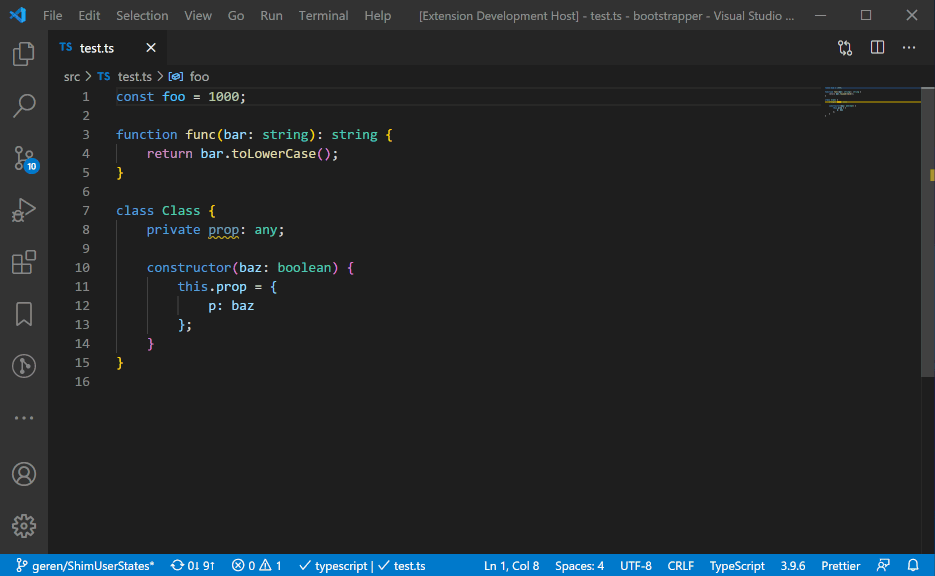 File Edit Selection View Go Run Terminal Help [Extension Development Host] - test.ts - bootstrapper - Visual Studio ...
TS test.ts
src > TS test.ts > foo
1 const foo = 1000;
2
3 function func(bar: string): string {
4     return bar.toLowerCase();
5 }
6
7 class Class {
8     private prop: any;
9
10     constructor(baz: boolean) {
11         this.prop = {
12             p: baz
13         };
14     }
15 }
16
10
geren/ShimUserStates* 0↓ 9↑ 0 1 typescript | test.ts Ln 1, Col 8 Spaces: 4 UTF-8 CRLF TypeScript 3.9.6 Prettier